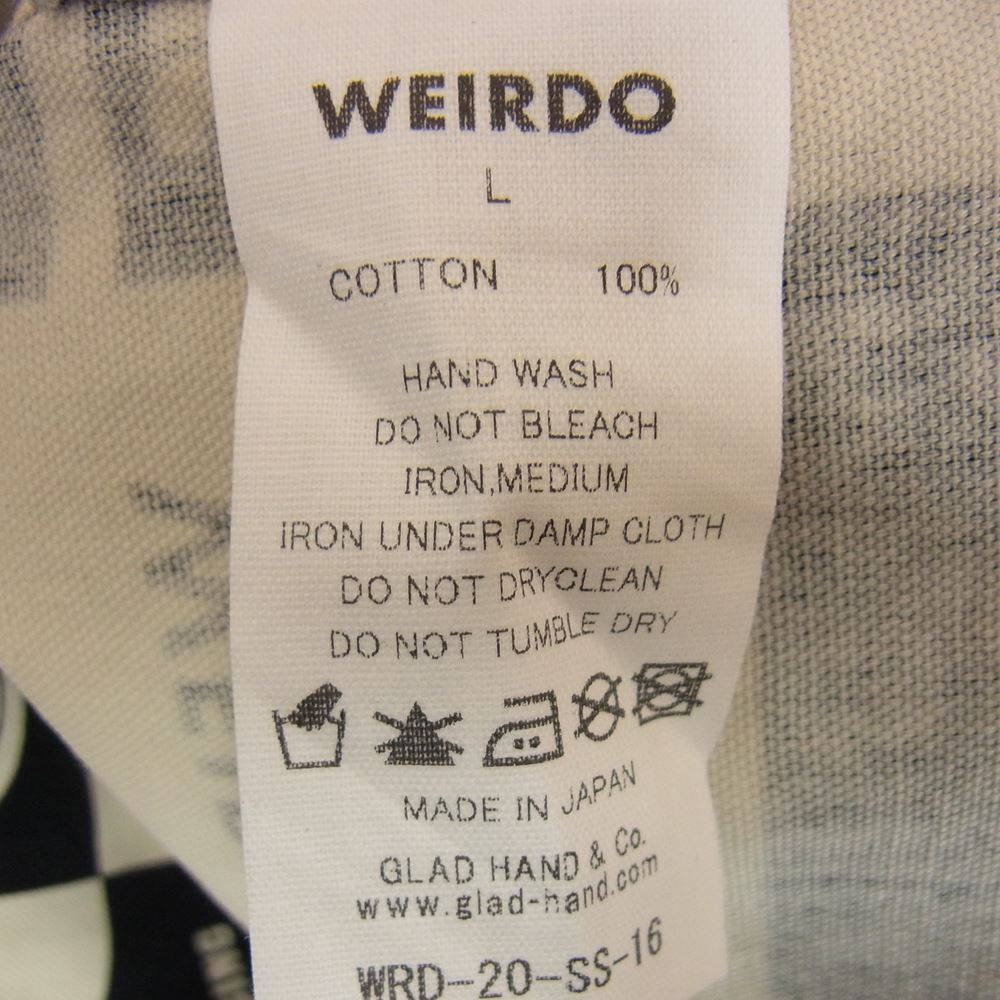 WEIRDO
L
COTTON 100%
HAND WASH
DO NOT BLEACH
IRON,MEDIUM
IRON UNDER DAMP CLOTH
DO NOT DRYCLEAN
DO NOT TUMBLE DRY
MADE IN JAPAN
GLAD HAND & Co.
www.glad-hand.com
WRD-20-SS-16